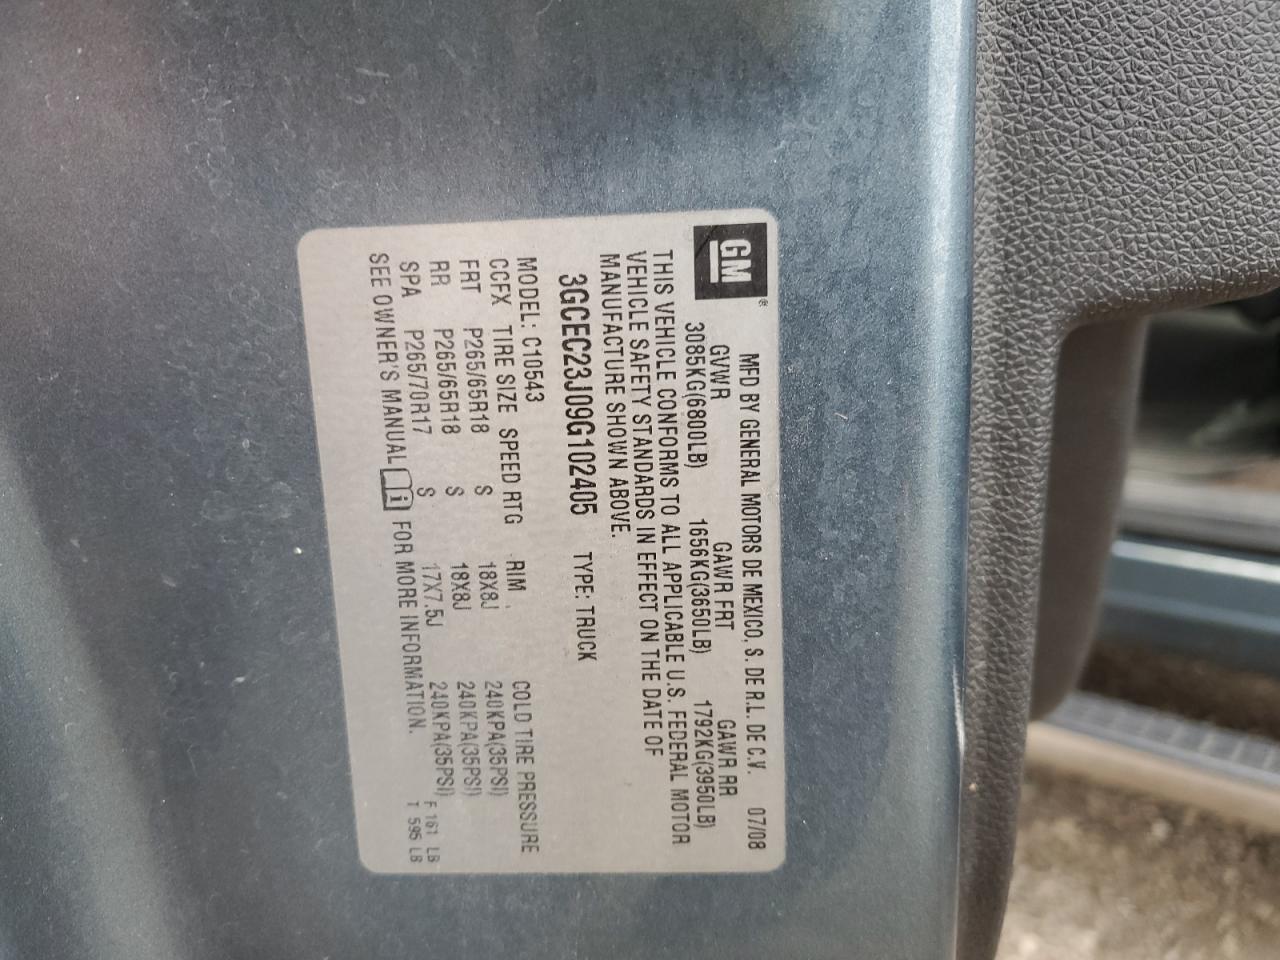 GM®
MFD BY GENERAL MOTORS DE MEXICO, S. DE R.L. DE C.V. 07/08
GVWR GAWR FRT GAWR RR
3085KG(6800LB) 1656KG(3650LB) 1792KG(3950LB)
THIS VEHICLE CONFORMS TO ALL APPLICABLE U.S. FEDERAL MOTOR
VEHICLE SAFETY STANDARDS IN EFFECT ON THE DATE OF
MANUFACTURE SHOWN ABOVE.
3GCEC23J09G102405 TYPE: TRUCK
MODEL: C10543
CCFX TIRE SIZE SPEED RTG RIM COLD TIRE PRESSURE
FRT P265/65R18 S 18X8J 240KPA(35PSI)
RR P265/65R18 S 18X8J 240KPA(35PSI)
SPA P265/70R17 S 17X7.5J 240KPA(35PSI) F 161 LB
SEE OWNER'S MANUAL i FOR MORE INFORMATION. T 595 LB